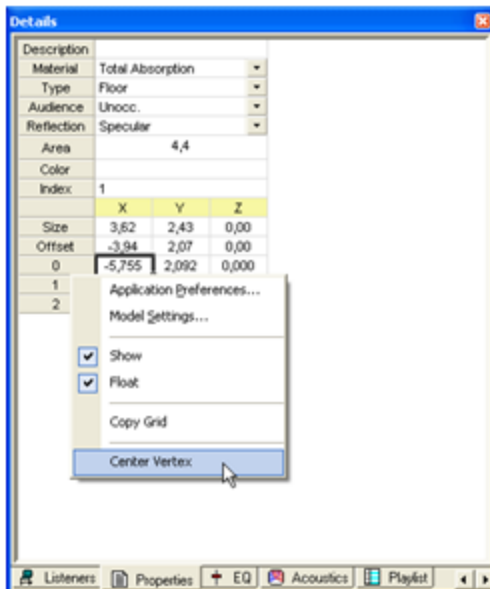 Details
Description
Material Total Absorption
Type Floor
Audience Unocc.
Reflection Specular
Area 4,4
Color
Index 1
X Y Z
Size 3,62 2,43 0,00
Offset -3,94 2,07 0,00
0 -5,755 2,092 0,000
1
2
Application Preferences...
Model Settings...
Show
Float
Copy Grid
Center Vertex
Listeners Properties EQ Acoustics Playlist